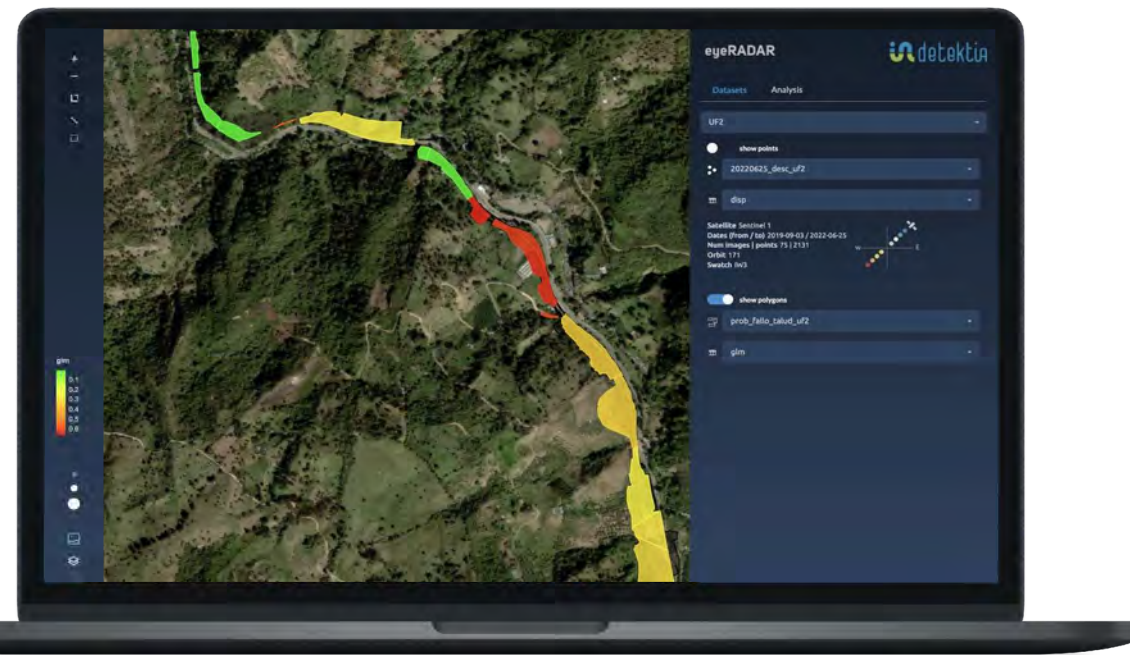 eyeRADAR
detektia
Datasets Analysis
UF2
show points
20220625_desc_uf2
disp
Satellite Sentinel 1
Dates (from / to) 2019-09-03 / 2022-06-25
Num images | points 75 | 2131
Orbit 171
Swatch IW3
show polygons
prob_fallo_talud_uf2
glm
glm
0.1
0.2
0.3
0.4
0.5
0.6